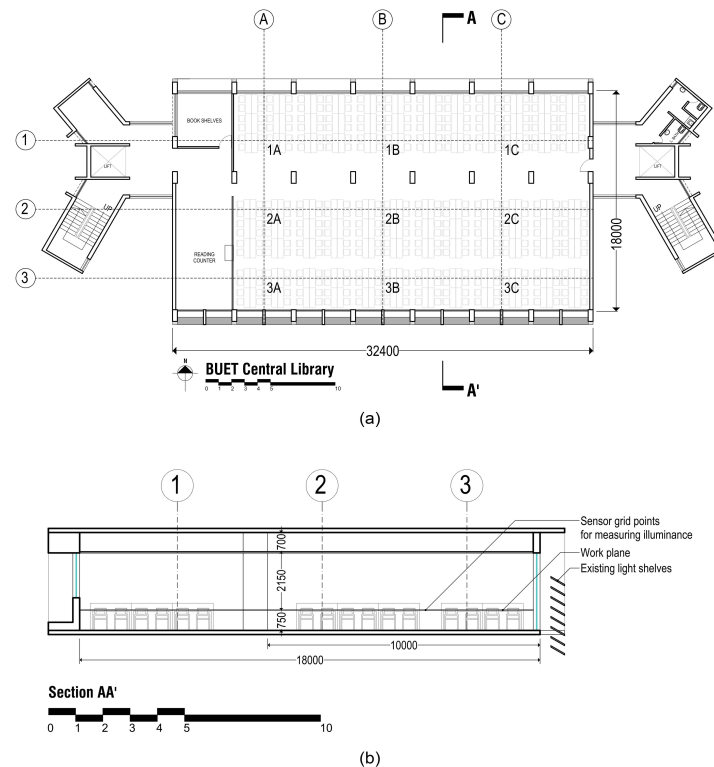 A
B
C
A
BOOK SHELVES
1
1A
1B
1C
LIFT
LIFT
2
2A
2B
2C
UP
UP
READING
COUNTER
18000
3
3A
3B
3C
32400
N
BUET Central Library
0 1 2 3 4 5 10
A'
(a)
1
2
3
Sensor grid points
for measuring illuminance
Work plane
Existing light shelves
700
2150
750
10000
18000
Section AA'
0 1 2 3 4 5 10
(b)